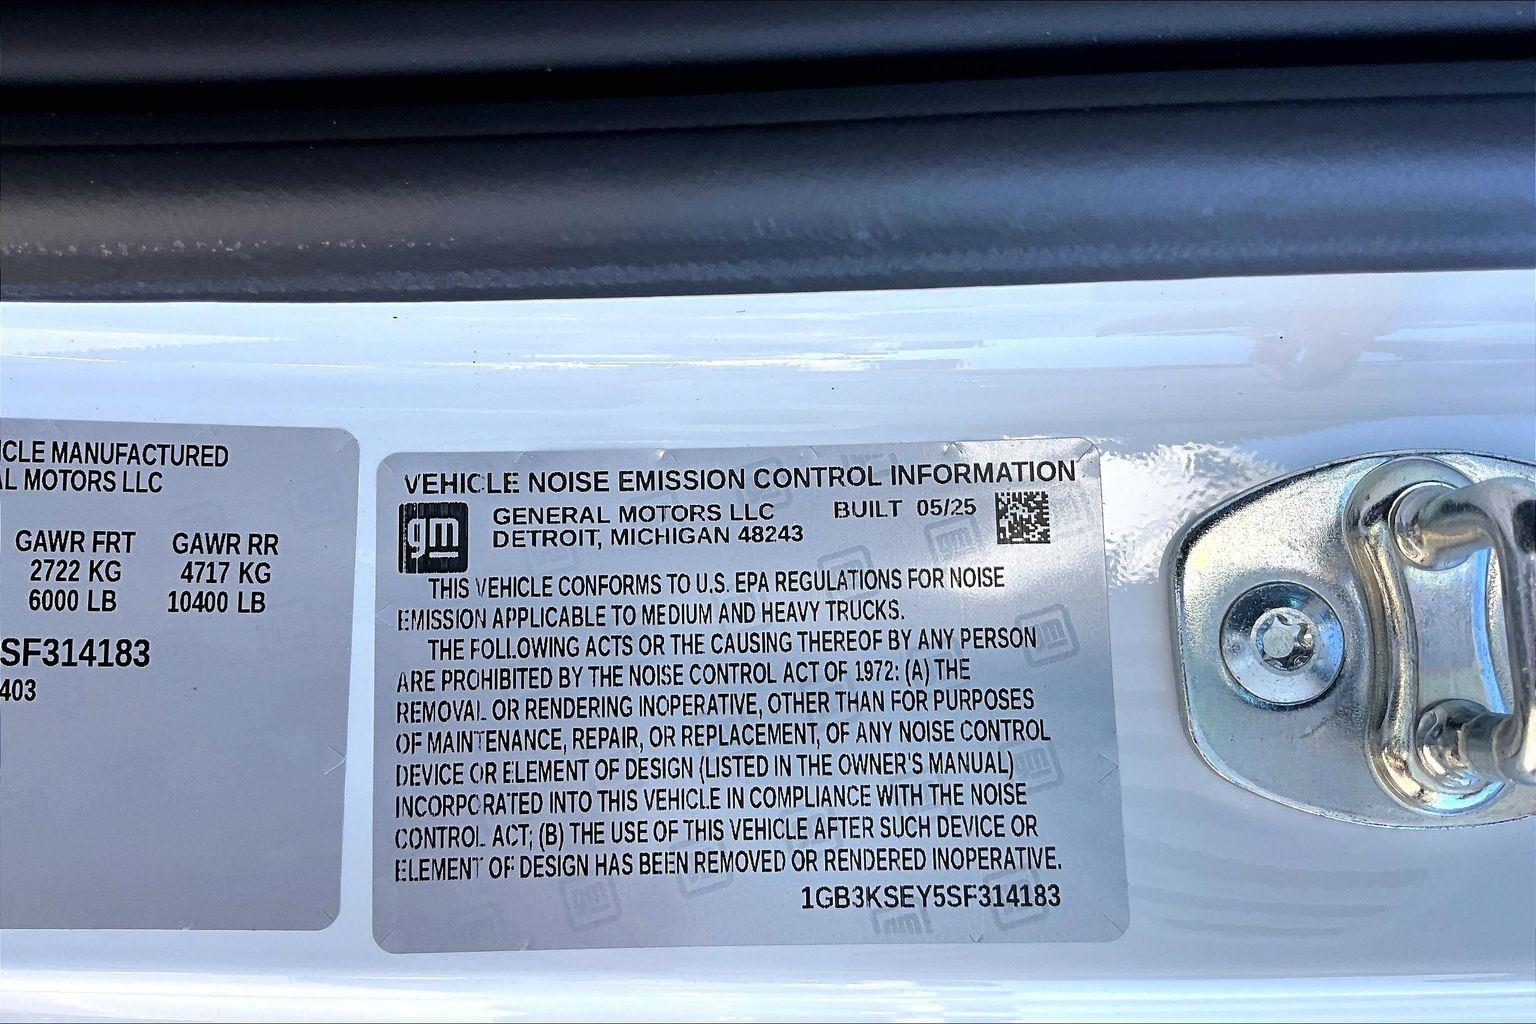 CLE MANUFACTURED
L MOTORS LLC
GAWR FRT GAWR RR
2722 KG 4717 KG
6000 LB 10400 LB
SF314183
403
VEHICLE NOISE EMISSION CONTROL INFORMATION
gm
GENERAL MOTORS LLC
BUILT 05/25
DETROIT, MICHIGAN 48243
THIS VEHICLE CONFORMS TO U.S. EPA REGULATIONS FOR NOISE
EMISSION APPLICABLE TO MEDIUM AND HEAVY TRUCKS.
THE FOLLOWING ACTS OR THE CAUSING THEREOF BY ANY PERSON
ARE PROHIBITED BY THE NOISE CONTROL ACT OF 1972: (A) THE
REMOVAL OR RENDERING INOPERATIVE, OTHER THAN FOR PURPOSES
OF MAINTENANCE, REPAIR, OR REPLACEMENT, OF ANY NOISE CONTROL
DEVICE OR ELEMENT OF DESIGN (LISTED IN THE OWNER'S MANUAL)
INCORPORATED INTO THIS VEHICLE IN COMPLIANCE WITH THE NOISE
CONTROL ACT; (B) THE USE OF THIS VEHICLE AFTER SUCH DEVICE OR
ELEMENT OF DESIGN HAS BEEN REMOVED OR RENDERED INOPERATIVE.
1GB3KSEY5SF314183